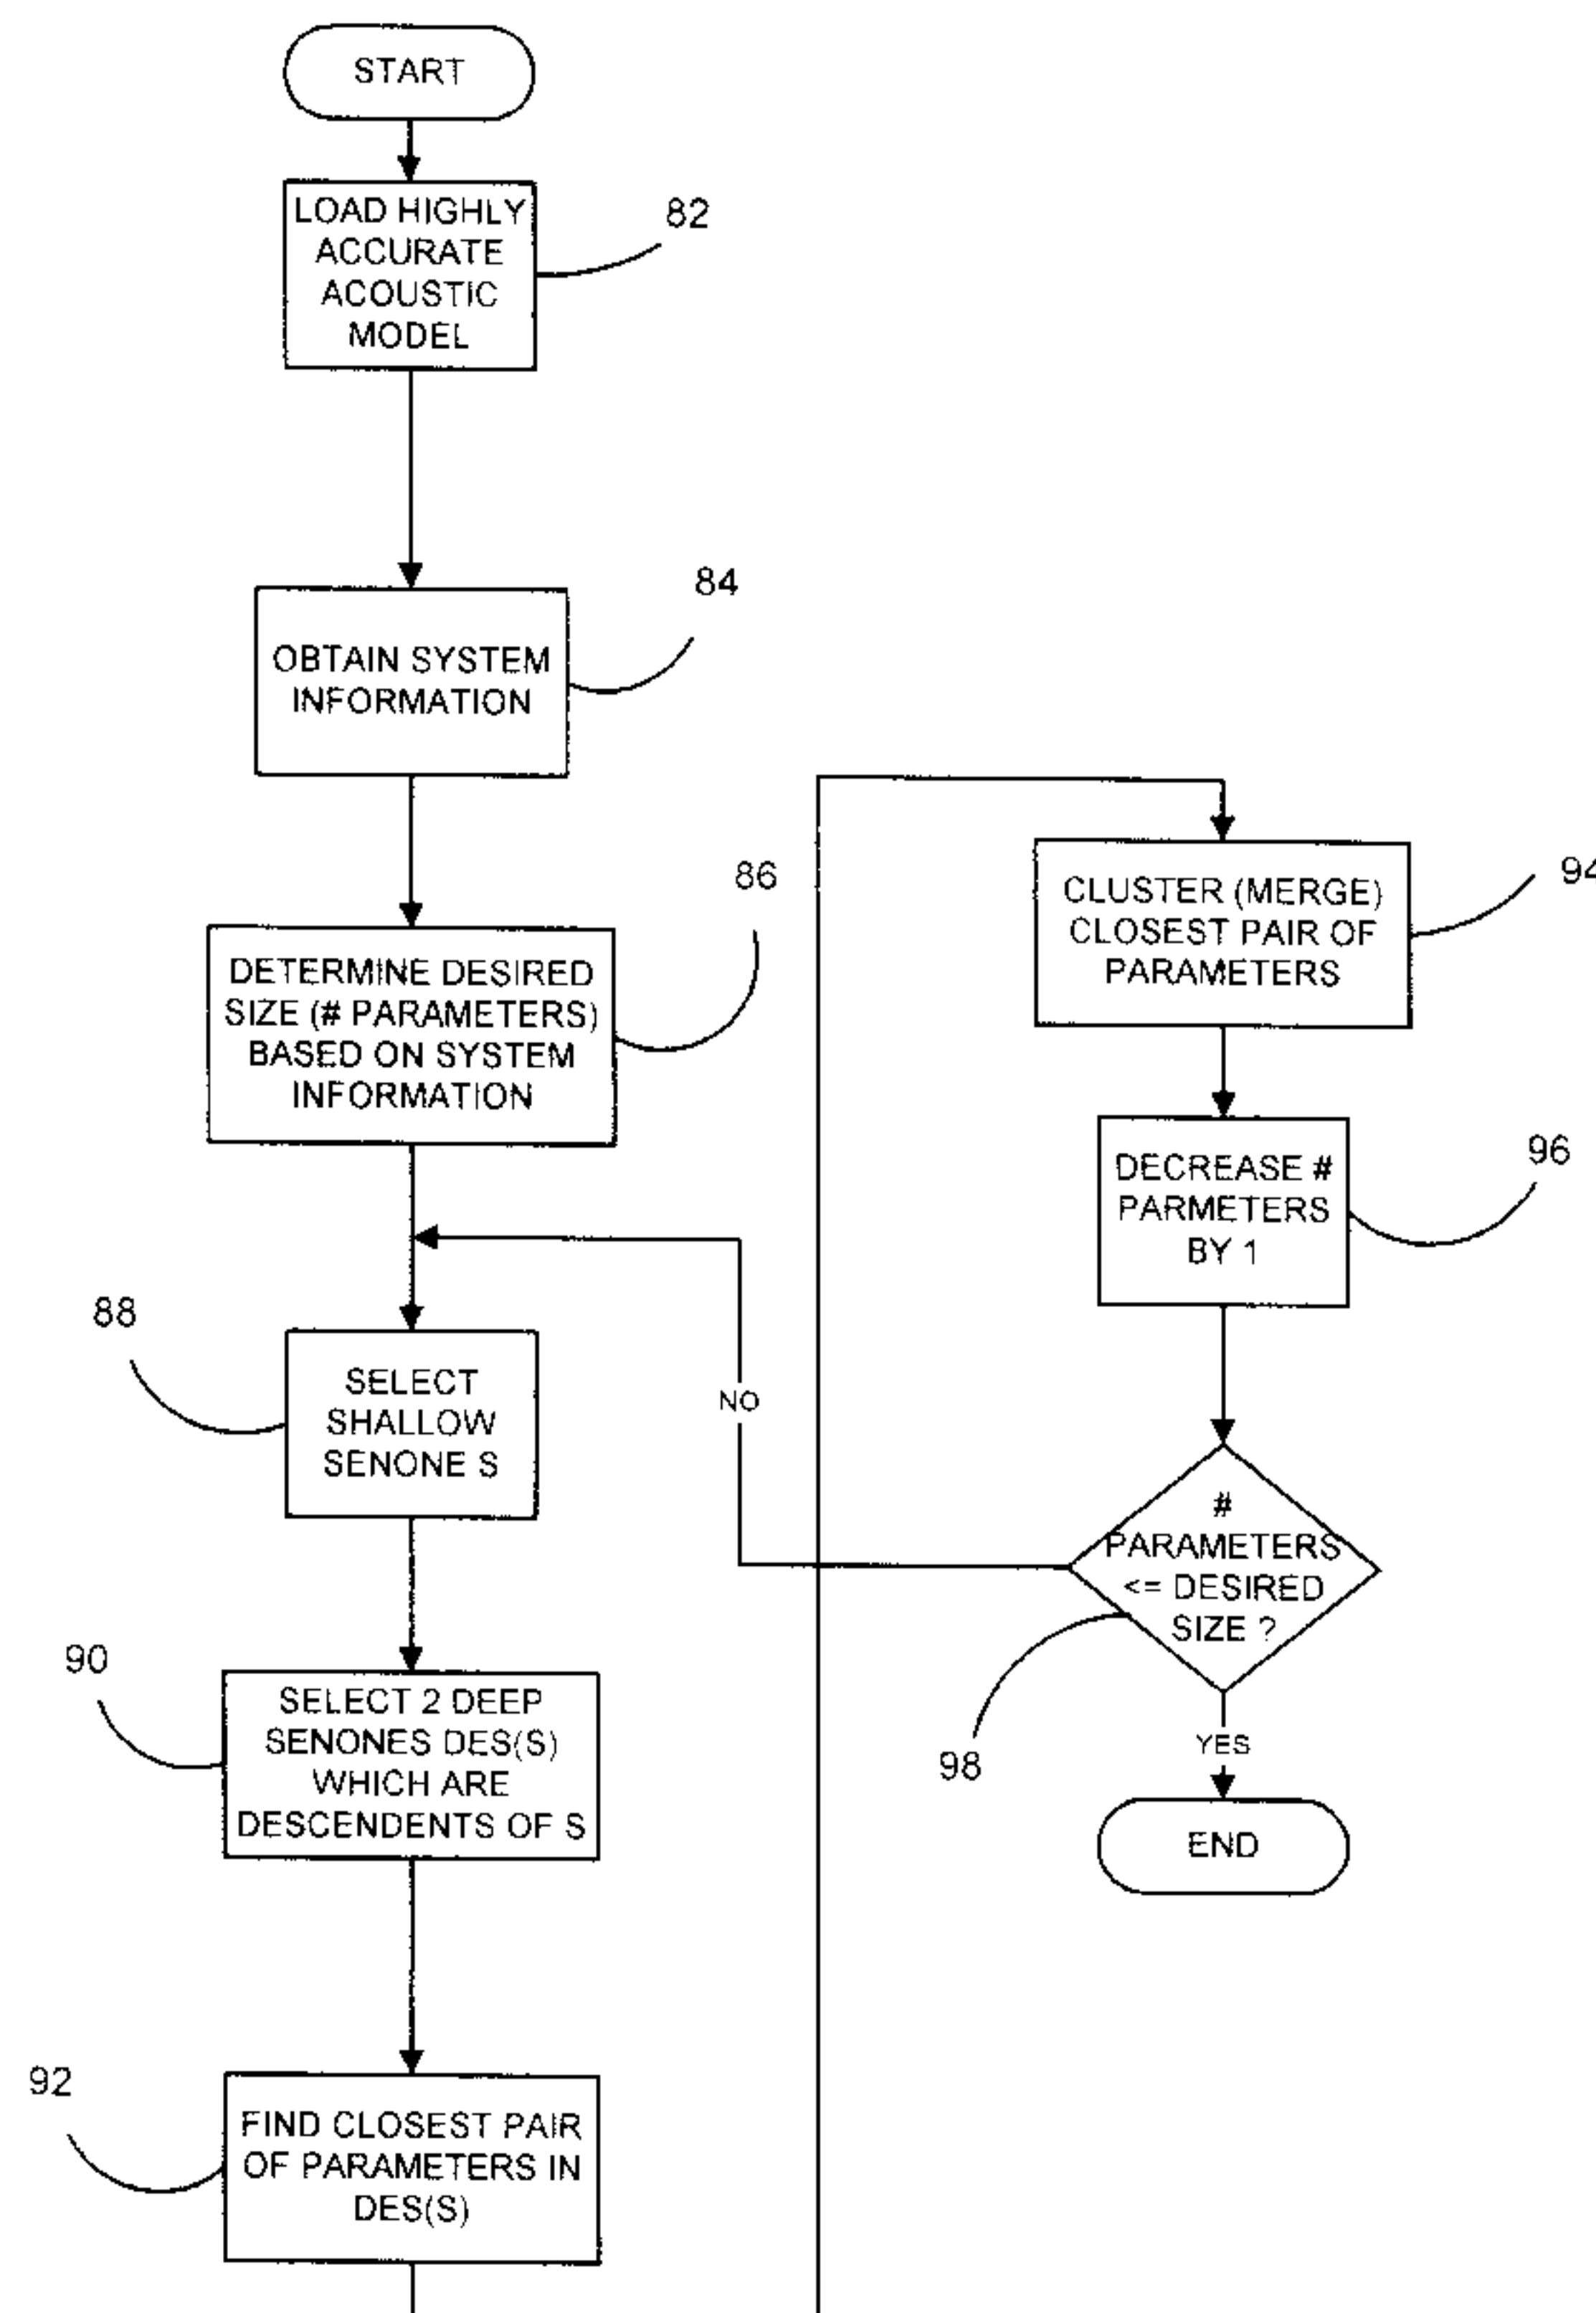 START
LOAD HIGHLY
ACCURATE
ACOUSTIC
MODEL
82
OBTAIN SYSTEM
INFORMATION
84
DETERMINE DESIRED
SIZE (# PARAMETERS)
BASED ON SYSTEM
INFORMATION
86
SELECT
SHALLOW
SENONE S
88
SELECT 2 DEEP
SENONES DES(S)
WHICH ARE
DESCENDENTS OF S
90
FIND CLOSEST PAIR
OF PARAMETERS IN
DES(S)
92
CLUSTER (MERGE)
CLOSEST PAIR OF
PARAMETERS
94
DECREASE #
PARMETERS
BY 1
96
#
PARAMETERS
<= DESIRED
SIZE ?
98
NO
YES
END